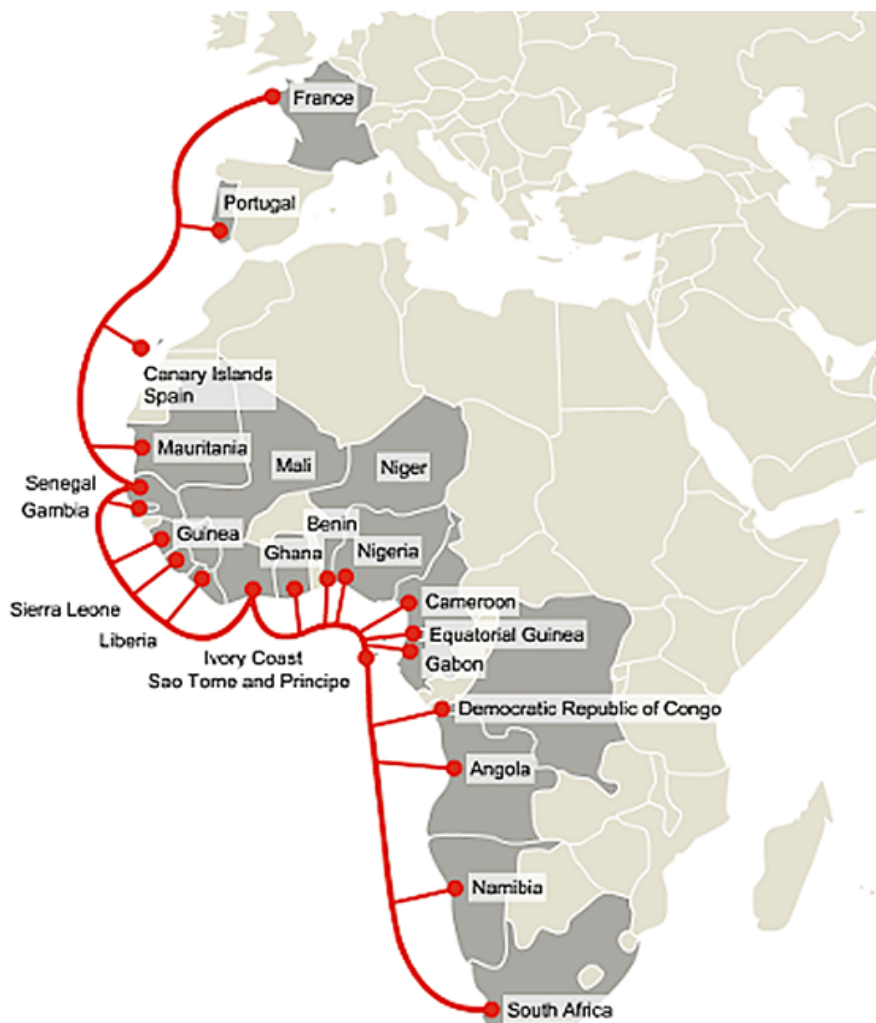 France
Portugal
Canary Islands
Spain
Mauritania
Mali
Niger
Senegal
Gambia
Guinea
Benin
Ghana
Nigeria
Sierra Leone
Cameroon
Liberia
Equatorial Guinea
Ivory Coast
Gabon
Sao Tome and Principe
Democratic Republic of Congo
Angola
Namibia
South Africa